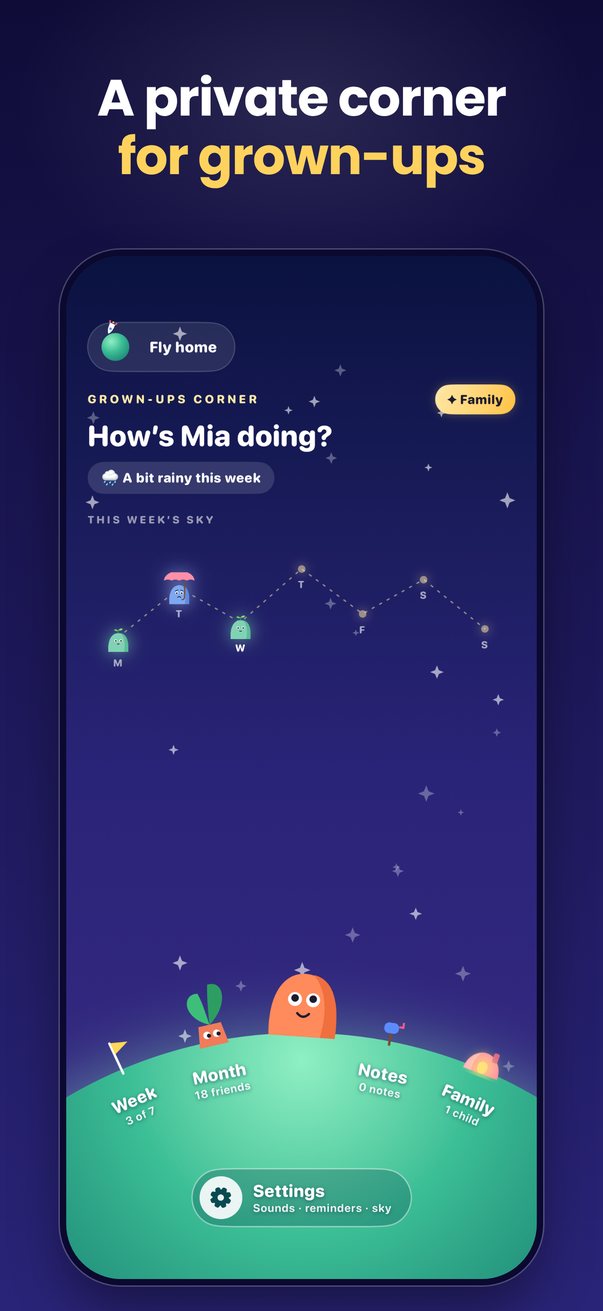 A private corner
for grown-ups
Fly home
GROWN-UPS CORNER
✦ Family
How's Mia doing?
A bit rainy this week
THIS WEEK'S SKY
T
S
T
F
W
S
M
Week
3 of 7
Month
18 friends
Notes
0 notes
Family
1 child
Settings
Sounds · reminders · sky